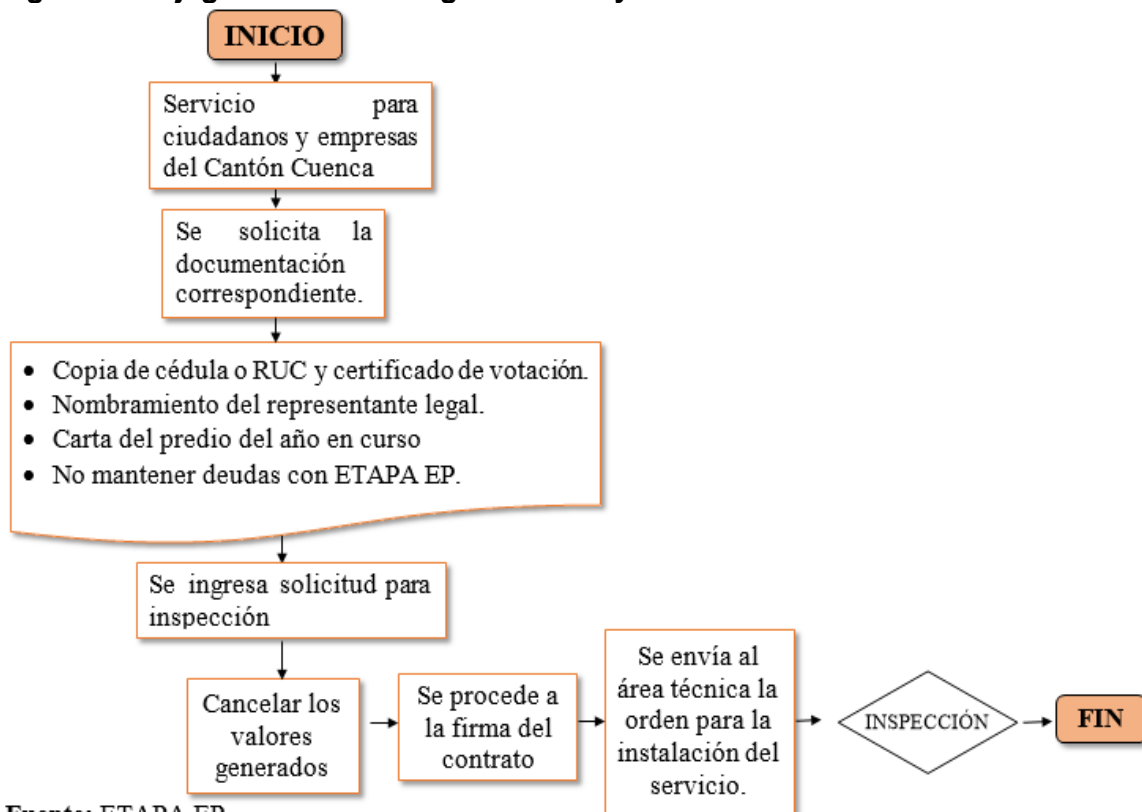 INICIO
Servicio para
ciudadanos y empresas
del Cantón Cuenca
Se solicita la
documentación
correspondiente.
• Copia de cédula o RUC y certificado de votación.
• Nombramiento del representante legal.
• Carta del predio del año en curso
• No mantener deudas con ETAPA EP.
Se ingresa solicitud para
inspección
Cancelar los
valores
generados
Se procede a
la firma del
contrato
Se envía al
área técnica la
orden para la
instalación del
servicio.
INSPECCIÓN
FIN
Fuente: ETAPA EP